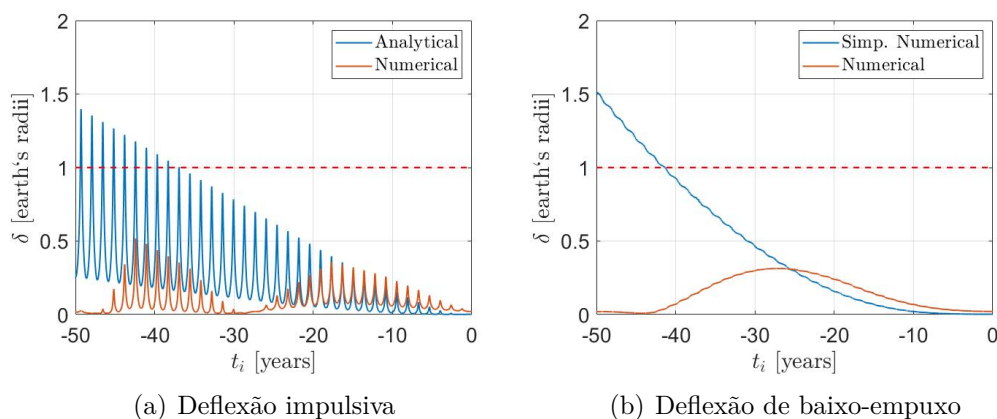 2
1.5
1
0.5
0
-50
-40
-30
-20
-10
0
δ [earth‘s radii]
t_i [years]
Analytical
Numerical
(a) Deflexão impulsiva
2
1.5
1
0.5
0
-50
-40
-30
-20
-10
0
δ [earth‘s radii]
t_i [years]
Simp. Numerical
Numerical
(b) Deflexão de baixo-empuxo